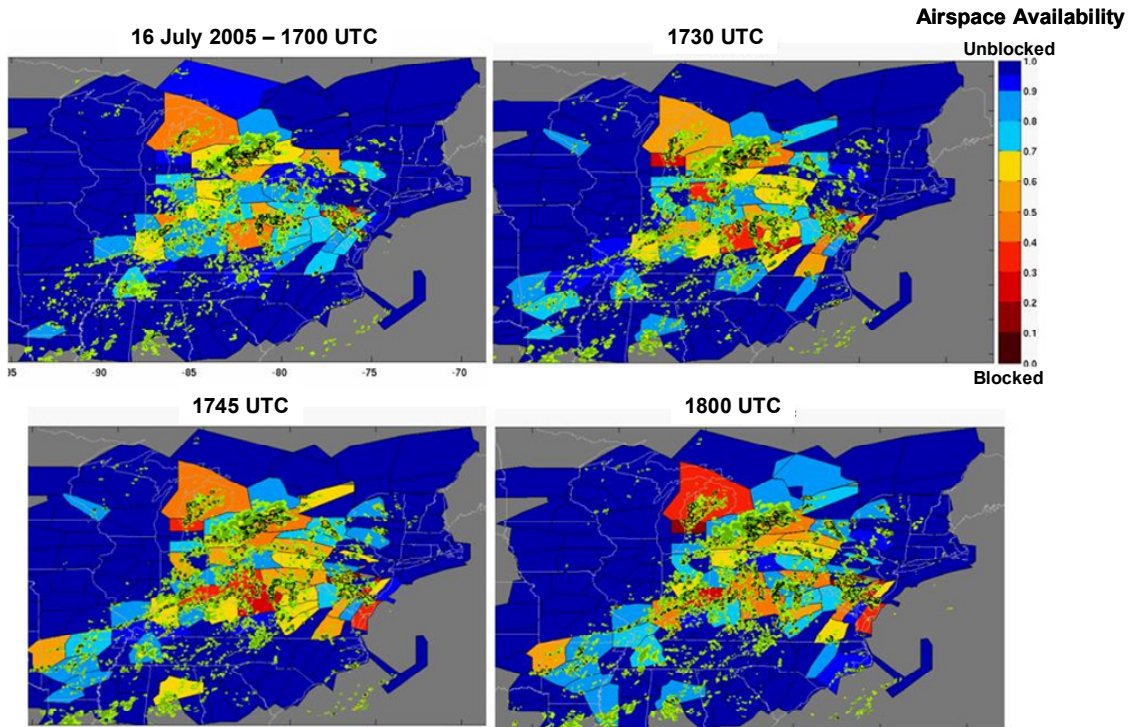 Airspace Availability
16 July 2005 – 1700 UTC
1730 UTC
Unblocked
1.0
0.9
0.8
0.7
0.6
0.5
0.4
0.3
0.2
0.1
0.0
Blocked
-90
-85
-80
-75
-70
1745 UTC
1800 UTC